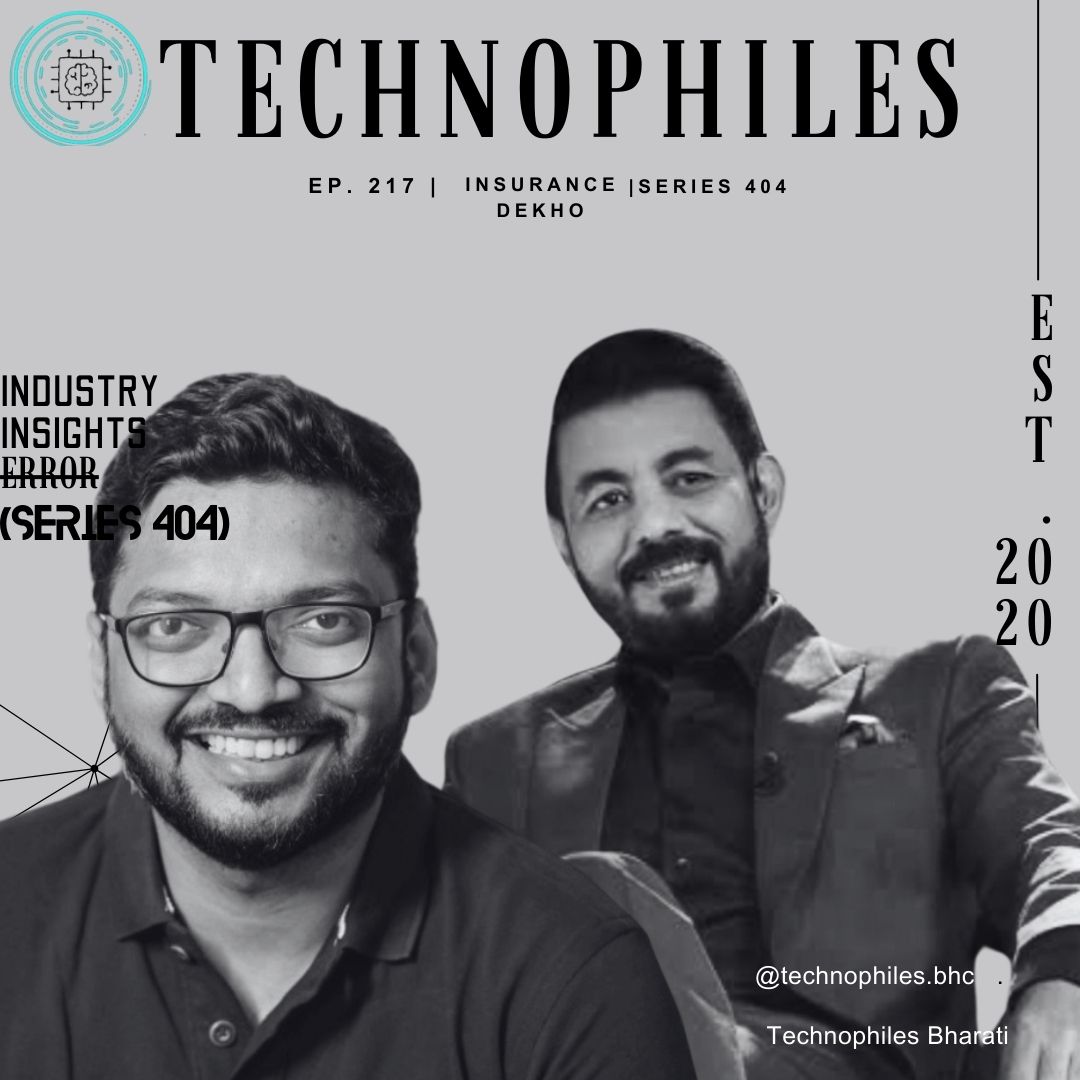 TECHNOPHILES
EP. 217 | INSURANCE |SERIES 404
DEKHO
INDUSTRY
INSIGHTS
ERROR
(SERIES 404)
E
S
T
.
20
20
@technophiles.bhc .
Technophiles Bharati